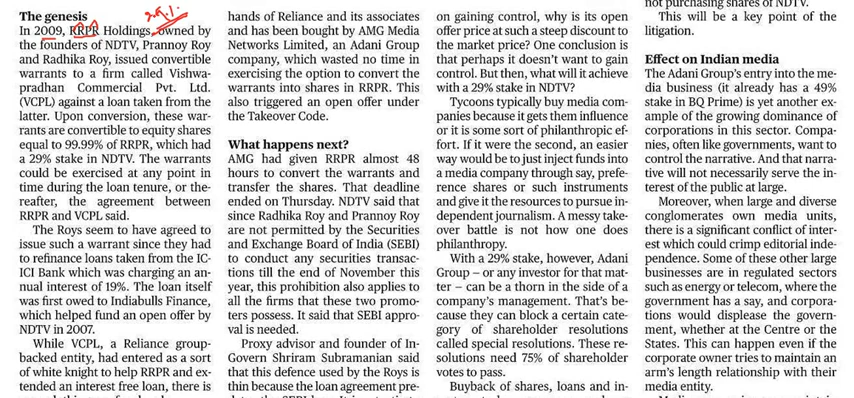 29%
The genesis
In 2009, RRPR Holdings, owned by
the founders of NDTV, Prannoy Roy
and Radhika Roy, issued convertible
warrants to a firm called Vishwa-
pradhan Commercial Pvt. Ltd.
(VCPL) against a loan taken from the
latter. Upon conversion, these war-
rants are convertible to equity shares
equal to 99.99% of RRPR, which had
a 29% stake in NDTV. The warrants
could be exercised at any point in
time during the loan tenure, or the-
reafter, the agreement between
RRPR and VCPL said.
The Roys seem to have agreed to
issue such a warrant since they had
to refinance loans taken from the IC-
ICI Bank which was charging an an-
nual interest of 19%. The loan itself
was first owed to Indiabulls Finance,
which helped fund an open offer by
NDTV in 2007.
While VCPL, a Reliance group-
backed entity, had entered as a sort
of white knight to help RRPR and ex-
tended an interest free loan, there is
hands of Reliance and its associates
and has been bought by AMG Media
Networks Limited, an Adani Group
company, which wasted no time in
exercising the option to convert the
warrants into shares in RRPR. This
also triggered an open offer under
the Takeover Code.
What happens next?
AMG had given RRPR almost 48
hours to convert the warrants and
transfer the shares. That deadline
ended on Thursday. NDTV said that
since Radhika Roy and Prannoy Roy
are not permitted by the Securities
and Exchange Board of India (SEBI)
to conduct any securities transac-
tions till the end of November this
year, this prohibition also applies to
all the firms that these two promo-
ters possess. It said that SEBI appro-
val is needed.
Proxy advisor and founder of In-
Govern Shriram Subramanian said
that this defence used by the Roys is
thin because the loan agreement pre-
on gaining control, why is its open
offer price at such a steep discount to
the market price? One conclusion is
that perhaps it doesn't want to gain
control. But then, what will it achieve
with a 29% stake in NDTV?
Tycoons typically buy media com-
panies because it gets them influence
or it is some sort of philanthropic ef-
fort. If it were the second, an easier
way would be to just inject funds into
a media company through say, prefe-
rence shares or such instruments
and give it the resources to pursue in-
dependent journalism. A messy take-
over battle is not how one does
philanthropy.
With a 29% stake, however, Adani
Group – or any investor for that mat-
ter – can be a thorn in the side of a
company's management. That's be-
cause they can block a certain cate-
gory of shareholder resolutions
called special resolutions. These re-
solutions need 75% of shareholder
votes to pass.
Buyback of shares, loans and in-
not purchasing shares of NDTV.
This will be a key point of the
litigation.
Effect on Indian media
The Adani Group's entry into the me-
dia business (it already has a 49%
stake in BQ Prime) is yet another ex-
ample of the growing dominance of
corporations in this sector. Compa-
nies, often like governments, want to
control the narrative. And that narra-
tive will not necessarily serve the in-
terest of the public at large.
Moreover, when large and diverse
conglomerates own media units,
there is a significant conflict of inter-
est which could crimp editorial inde-
pendence. Some of these other large
businesses are in regulated sectors
such as energy or telecom, where the
government has a say, and corpora-
tions would displease the govern-
ment, whether at the Centre or the
States. This can happen even if the
corporate owner tries to maintain an
arm's length relationship with their
media entity.